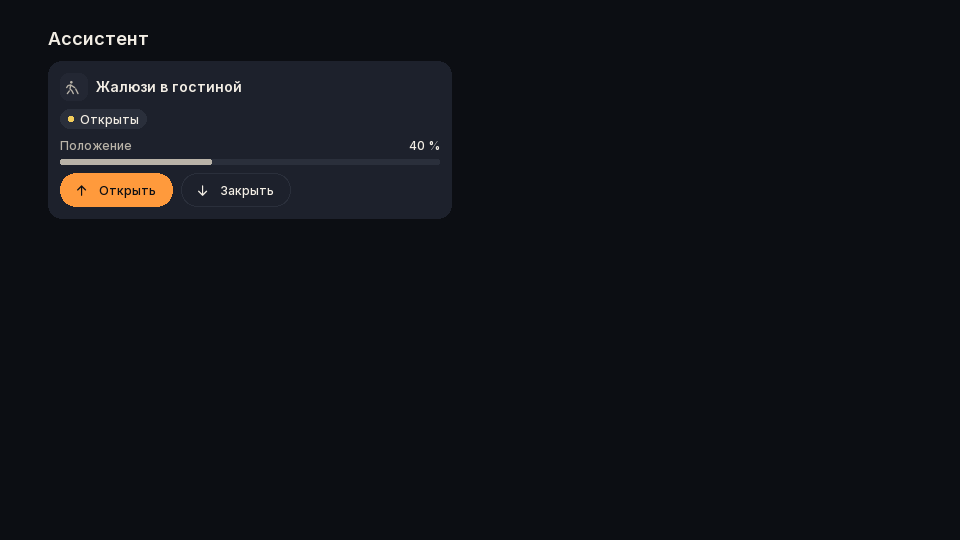 Ассистент
Жалюзи в гостиной
Открыты
Положение 40 %
Открыть Закрыть